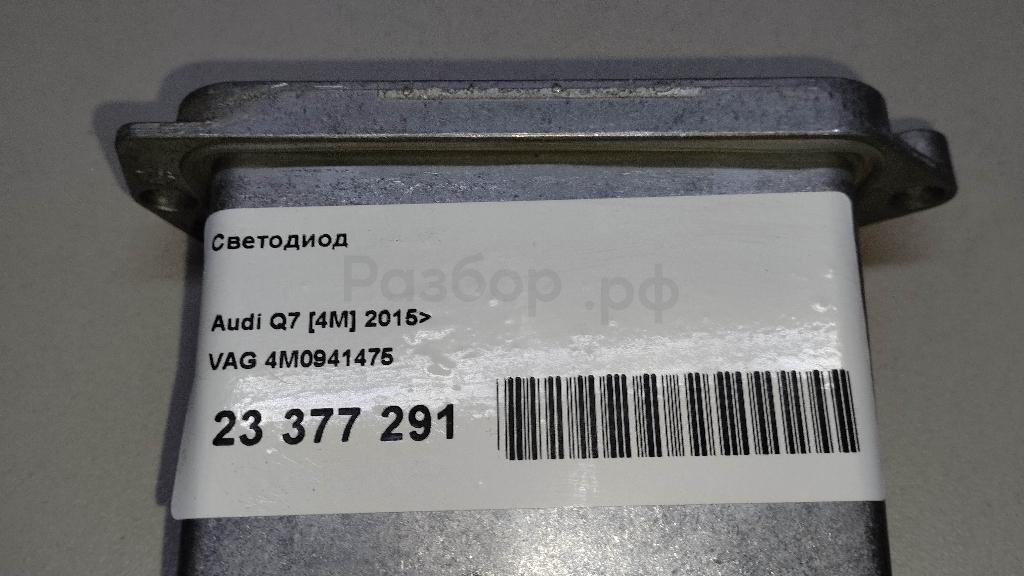 Светодиод
Разбор.рф
Audi Q7 [4M] 2015>
VAG 4M0941475
23 377 291